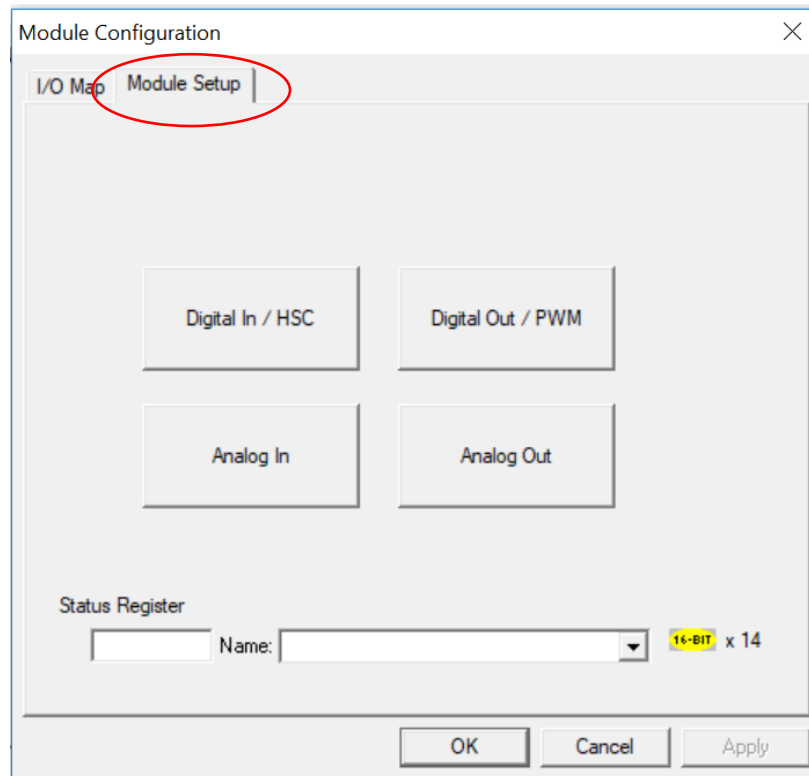 Module Configuration
I/O Map Module Setup
Digital In / HSC Digital Out / PWM
Analog In Analog Out
Status Register
Name: 16-BIT x 14
OK Cancel Apply